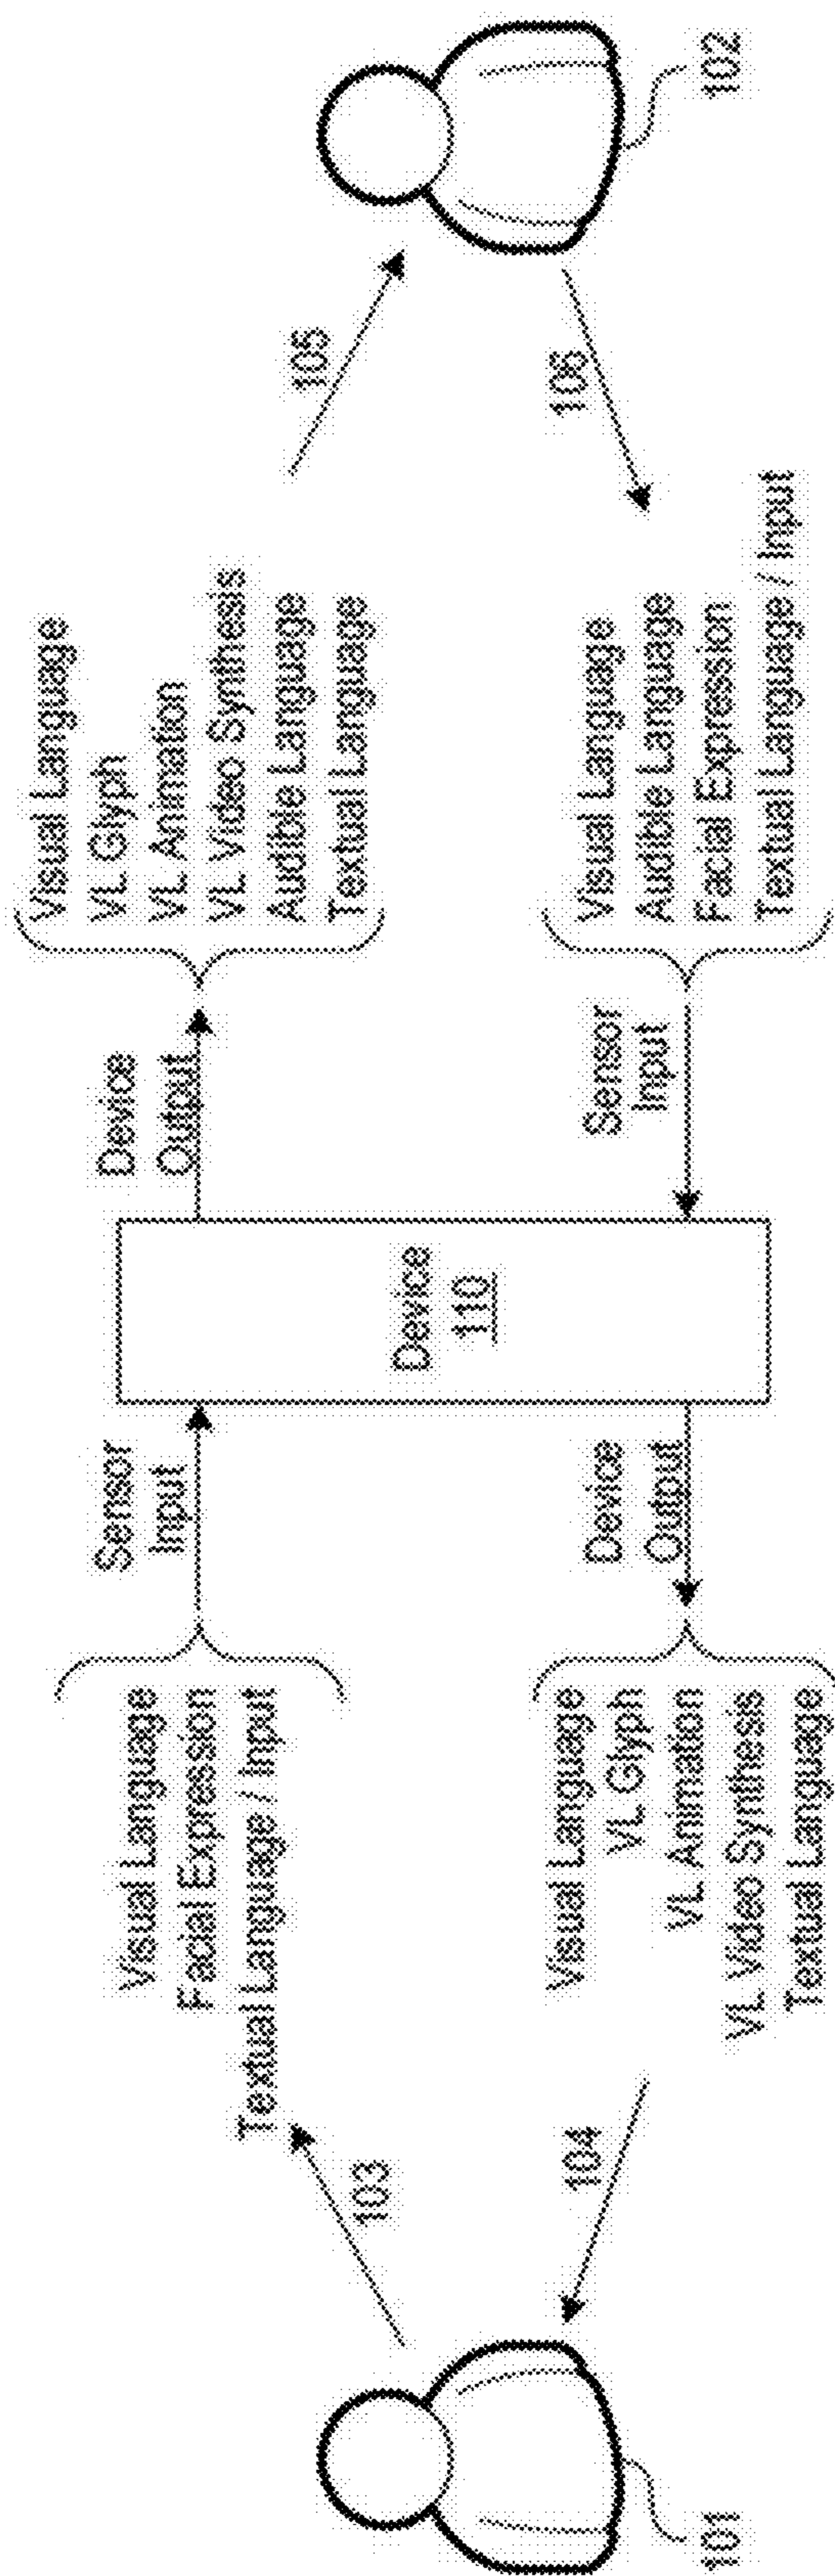 103
Visual Language
Facial Expression
Textual Language / Input
Sensor
Input
Device
Output
Visual Language
VL Glyph
VL Animation
VL Video Synthesis
Audible Language
Textual Language
105
Device
110
101
104
Visual Language
VL Glyph
VL Animation
VL Video Synthesis
Textual Language
Device
Output
Sensor
Input
Visual Language
Audible Language
Facial Expression
Textual Language / Input
106
102